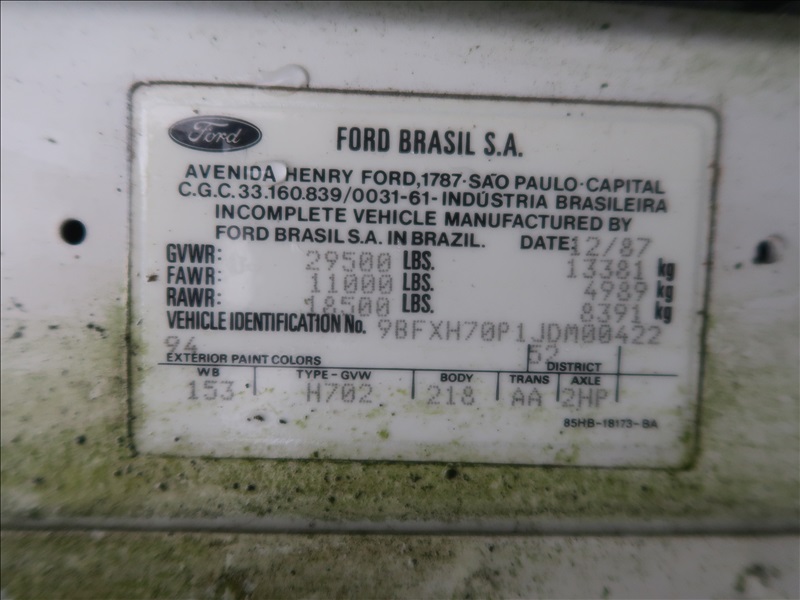 Ford
FORD BRASIL S.A.
AVENIDA HENRY FORD,1787-SÃO PAULO-CAPITAL
C.G.C. 33.160.839/0031-61- INDÚSTRIA BRASILEIRA
INCOMPLETE VEHICLE MANUFACTURED BY
FORD BRASIL S.A. IN BRAZIL. DATE: 12/87
GVWR: 29500 LBS. 13381 kg
FAWR: 11000 LBS. 4989 kg
RAWR: 18500 LBS. 8391 kg
VEHICLE IDENTIFICATION No. 9BFXH70P1JDM00422
94 52
EXTERIOR PAINT COLORS DISTRICT
WB TYPE-GVW BODY TRANS AXLE
153 H702 218 AA 2HP
85HB-18173-BA